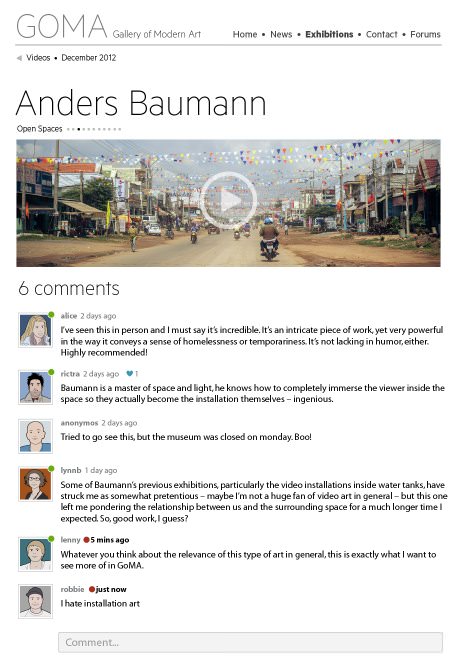 GOMA Gallery of Modern Art
Home • News • Exhibitions • Contact • Forums
Videos • December 2012
Anders Baumann
Open Spaces
6 comments
alice 2 days ago
I've seen this in person and I must say it's incredible. It's an intricate piece of work, yet very powerful
in the way it conveys a sense of homelessness or temporariness. It's not lacking in humor, either.
Highly recommended!
rictra 2 days ago 1
Baumann is a master of space and light, he knows how to completely immerse the viewer inside the
space so they actually become the installation themselves – ingenious.
anonymos 2 days ago
Tried to go see this, but the museum was closed on monday. Boo!
lynnb 1 day ago
Some of Baumann's previous exhibitions, particularly the video installations inside water tanks, have
struck me as somewhat pretentious – maybe I'm not a huge fan of video art in general – but this one
left me pondering the relationship between us and the surrounding space for a much longer time I
expected. So, good work, I guess?
lenny 5 mins ago
Whatever you think about the relevance of this type of art in general, this is exactly what I want to
see more of in GoMA.
robbie just now
I hate installation art
Comment...